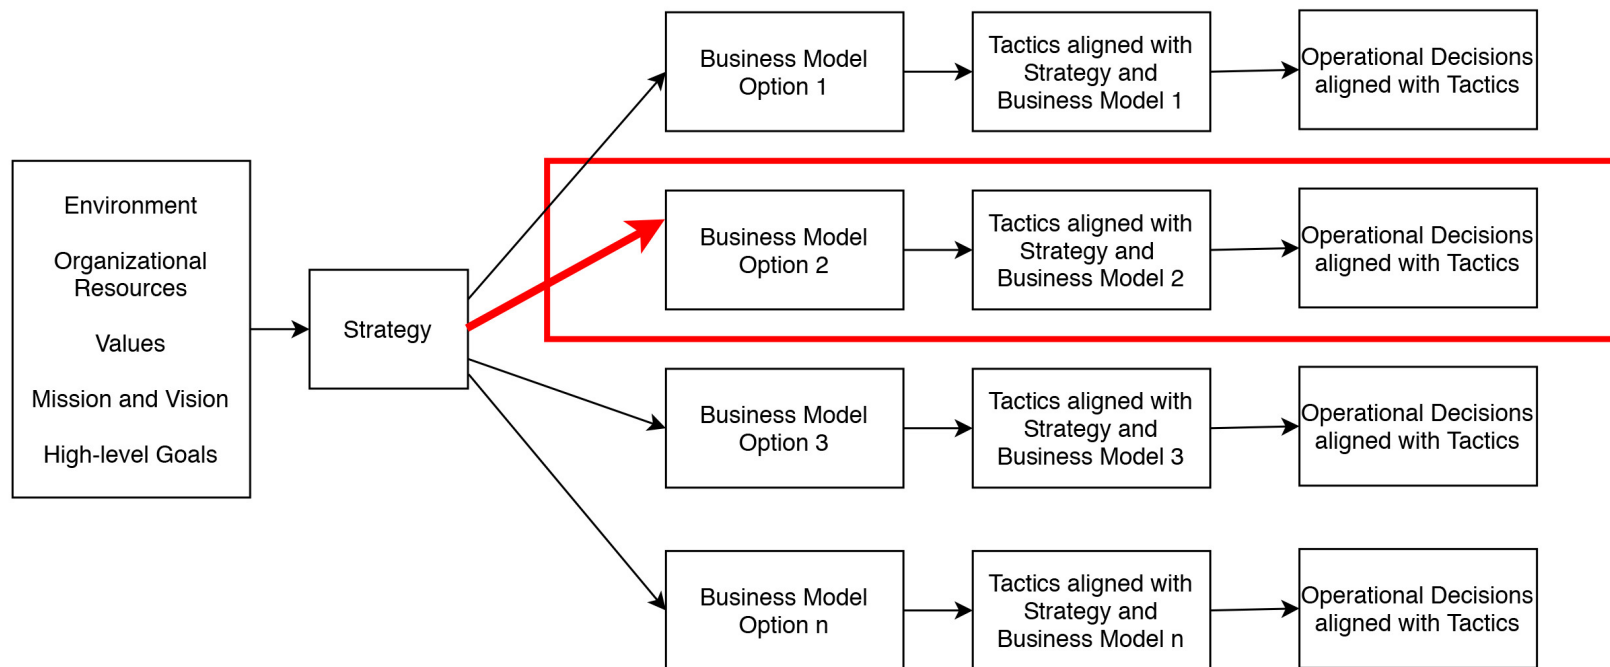 Environment
Organizational
Resources
Values
Mission and Vision
High-level Goals
Strategy
Business Model
Option 1
Tactics aligned with
Strategy and
Business Model 1
Operational Decisions
aligned with Tactics
Business Model
Option 2
Tactics aligned with
Strategy and
Business Model 2
Operational Decisions
aligned with Tactics
Business Model
Option 3
Tactics aligned with
Strategy and
Business Model 3
Operational Decisions
aligned with Tactics
Business Model
Option n
Tactics aligned with
Strategy and
Business Model n
Operational Decisions
aligned with Tactics